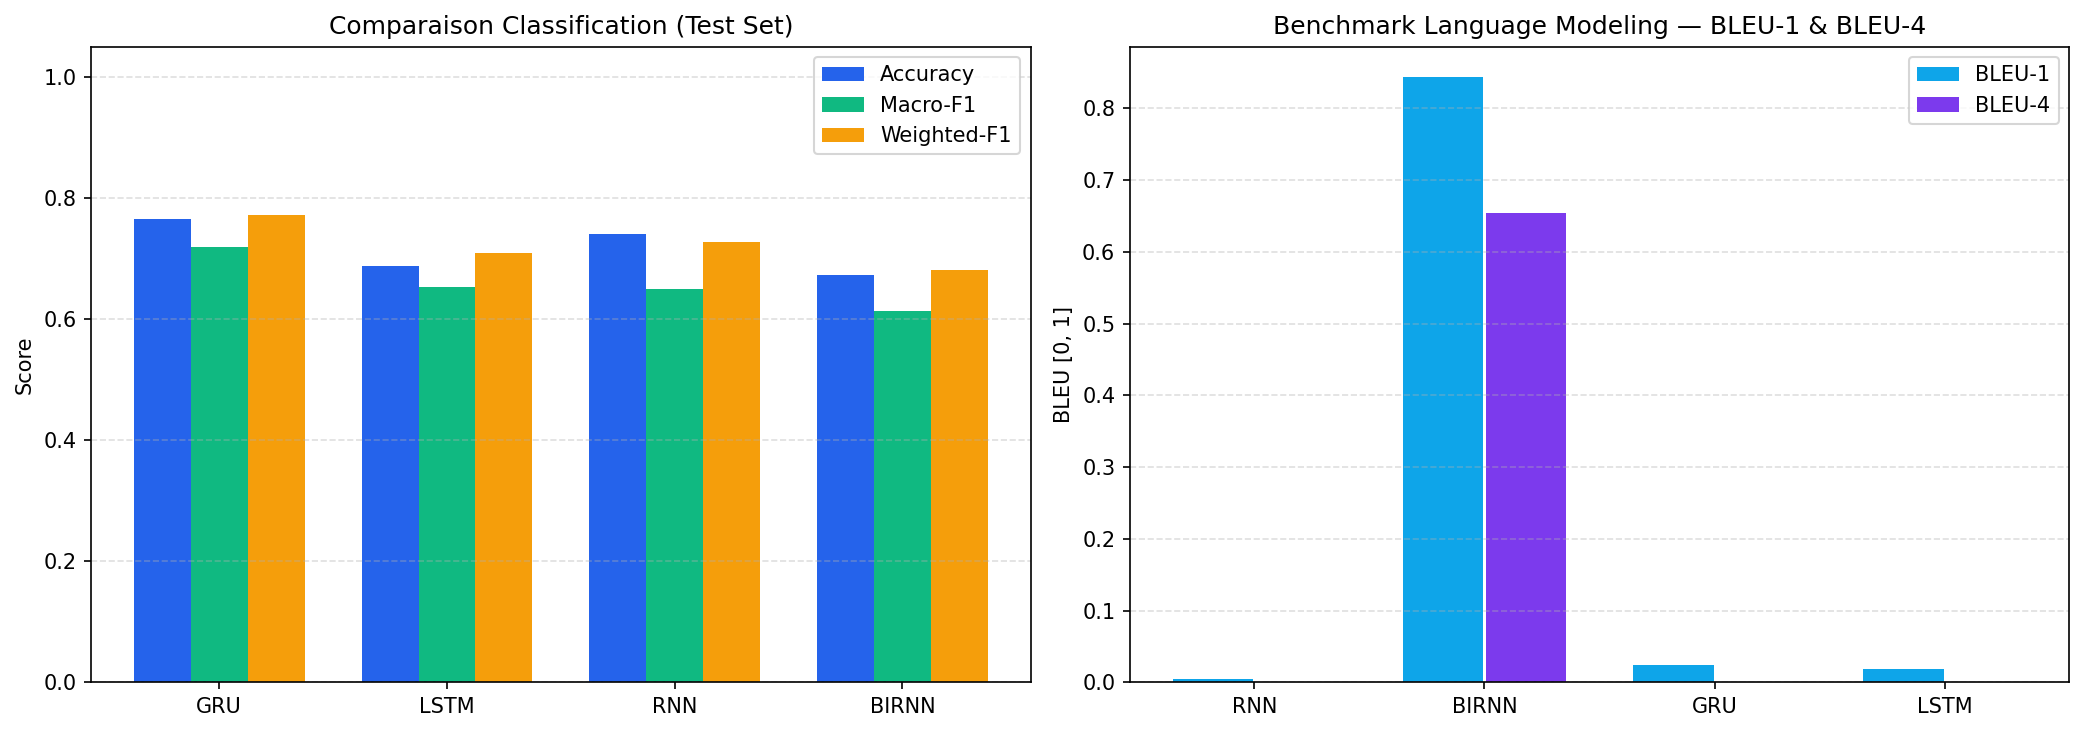 Comparaison Classification (Test Set)
Accuracy
Macro-F1
Weighted-F1
Score
1.0
0.8
0.6
0.4
0.2
0.0
GRU LSTM RNN BIRNN
Benchmark Language Modeling — BLEU-1 & BLEU-4
BLEU-1
BLEU-4
BLEU [0, 1]
0.8
0.7
0.6
0.5
0.4
0.3
0.2
0.1
0.0
RNN BIRNN GRU LSTM